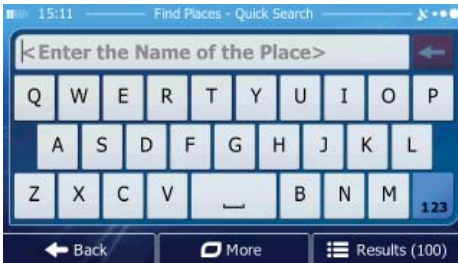 15:11 Find Places - Quick Search
<Enter the Name of the Place>
Q W E R T Y U I O P
A S D F G H J K L
Z X C V B N M 123
Back More Results (100)